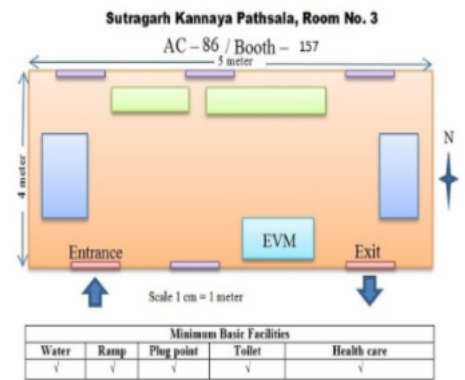 Sutragarh Kannaya Pathsala, Room No. 3
AC – 86 / Booth – 157
5 meter
4 meter
N
EVM
Entrance
Exit
Scale 1 cm = 1 meter
Minimum Basic Facilities
Water Ramp Plug point Toilet Health care
√ √ √ √ √